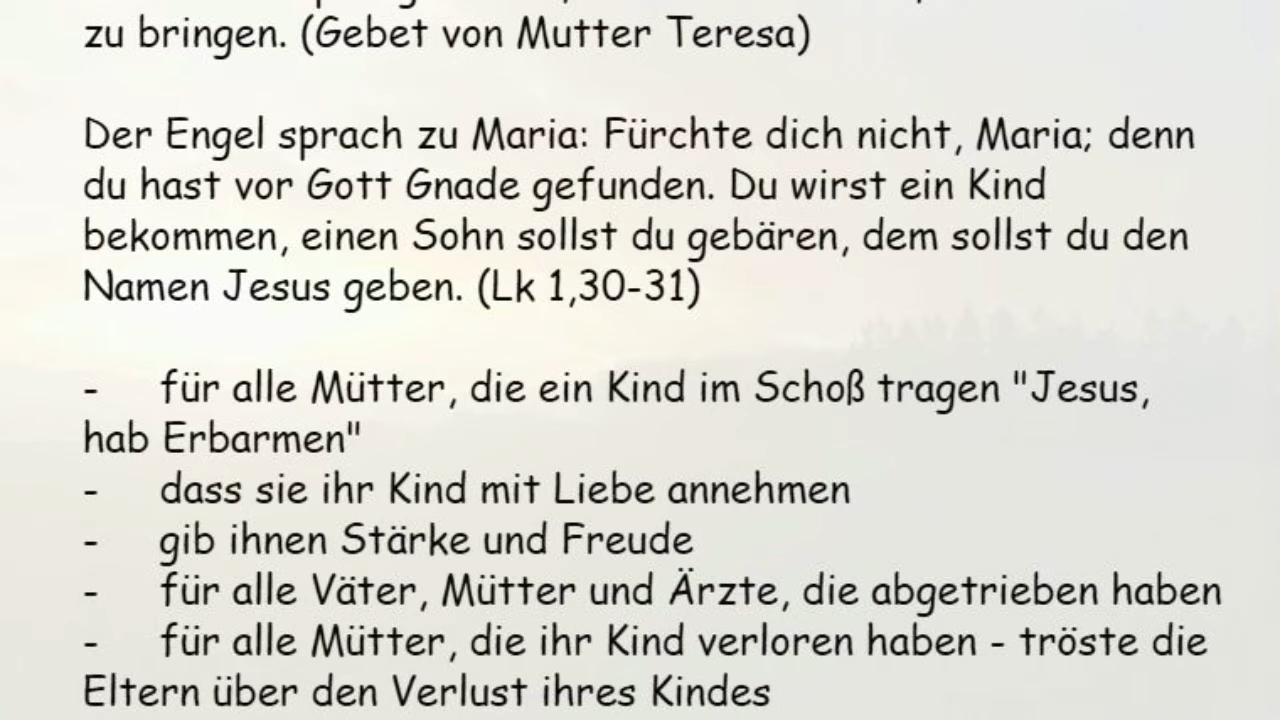 zu bringen. (Gebet von Mutter Teresa)
Der Engel sprach zu Maria: Fürchte dich nicht, Maria; denn
du hast vor Gott Gnade gefunden. Du wirst ein Kind
bekommen, einen Sohn sollst du gebären, dem sollst du den
Namen Jesus geben. (Lk 1,30-31)
- für alle Mütter, die ein Kind im Schoß tragen "Jesus,
hab Erbarmen"
- dass sie ihr Kind mit Liebe annehmen
- gib ihnen Stärke und Freude
- für alle Väter, Mütter und Ärzte, die abgetrieben haben
- für alle Mütter, die ihr Kind verloren haben - tröste die
Eltern über den Verlust ihres Kindes